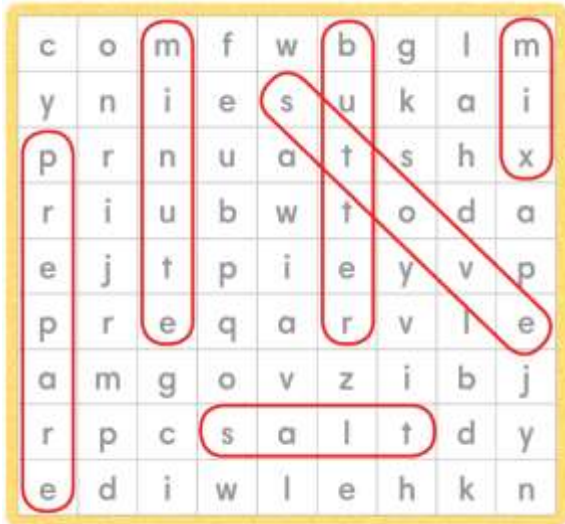 c o m f w b g l m
y n i e s u k a i
p r n u a t s h x
r i u b w t o d a
e j t p i e y v p
p r e q a r v l e
a m g o v z i b j
r p c s a l t d y
e d i w l e h k n